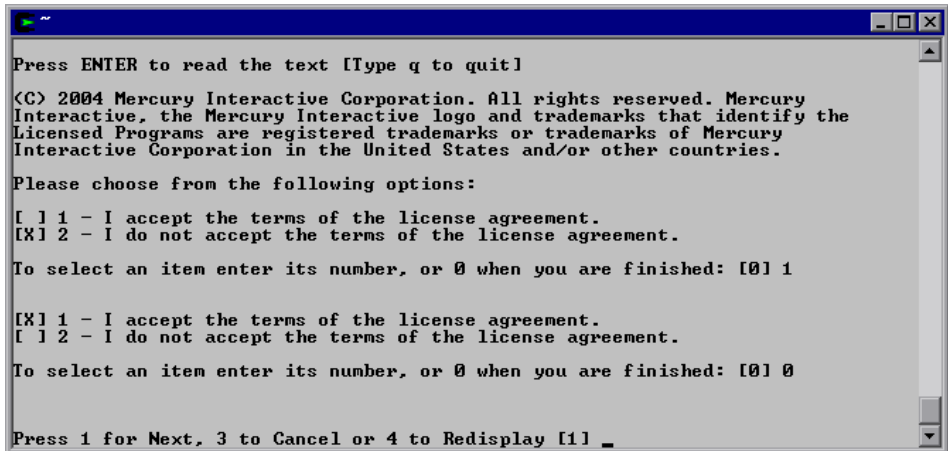 ~
Press ENTER to read the text [Type q to quit]
(C) 2004 Mercury Interactive Corporation. All rights reserved. Mercury
Interactive, the Mercury Interactive logo and trademarks that identify the
Licensed Programs are registered trademarks or trademarks of Mercury
Interactive Corporation in the United States and/or other countries.
Please choose from the following options:
[ ] 1 - I accept the terms of the license agreement.
[X] 2 - I do not accept the terms of the license agreement.
To select an item enter its number, or 0 when you are finished: [0] 1
[X] 1 - I accept the terms of the license agreement.
[ ] 2 - I do not accept the terms of the license agreement.
To select an item enter its number, or 0 when you are finished: [0] 0
Press 1 for Next, 3 to Cancel or 4 to Redisplay [1] _